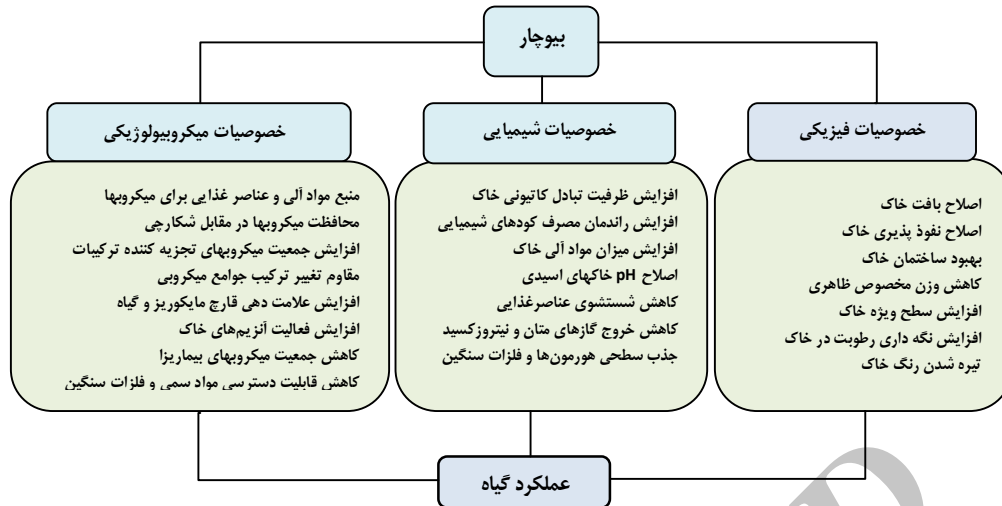 بیوچار
خصوصیات فیزیکی
اصلاح بافت خاک
اصلاح نفوذ پذیری خاک
بهبود ساختمان خاک
کاهش وزن مخصوص ظاهری
افزایش سطح ویژه خاک
افزایش نگه داری رطوبت در خاک
تیره شدن رنگ خاک
خصوصیات شیمیایی
افزایش ظرفیت تبادل کاتیونی خاک
افزایش راندمان مصرف کودهای شیمیایی
افزایش میزان مواد آلی خاک
اصلاح pH خاکهای اسیدی
کاهش شستشوی عناصرغذایی
کاهش خروج گازهای متان و نیتروزکسید
جذب سطحی هورمون‌ها و فلزات سنگین
خصوصیات میکروبیولوژیکی
منبع مواد آلی و عناصر غذایی برای میکروبها
محافظت میکروبها در مقابل شکارچی
افزایش جمعیت میکروبهای تجزیه کننده ترکیبات
مقاوم تغییر ترکیب جوامع میکروبی
افزایش علامت دهی قارچ مایکوریز و گیاه
افزایش فعالیت آنزیم‌های خاک
کاهش جمعیت میکروبهای بیماریزا
کاهش قابلیت دسترسی مواد سمی و فلزات سنگین
عملکرد گیاه